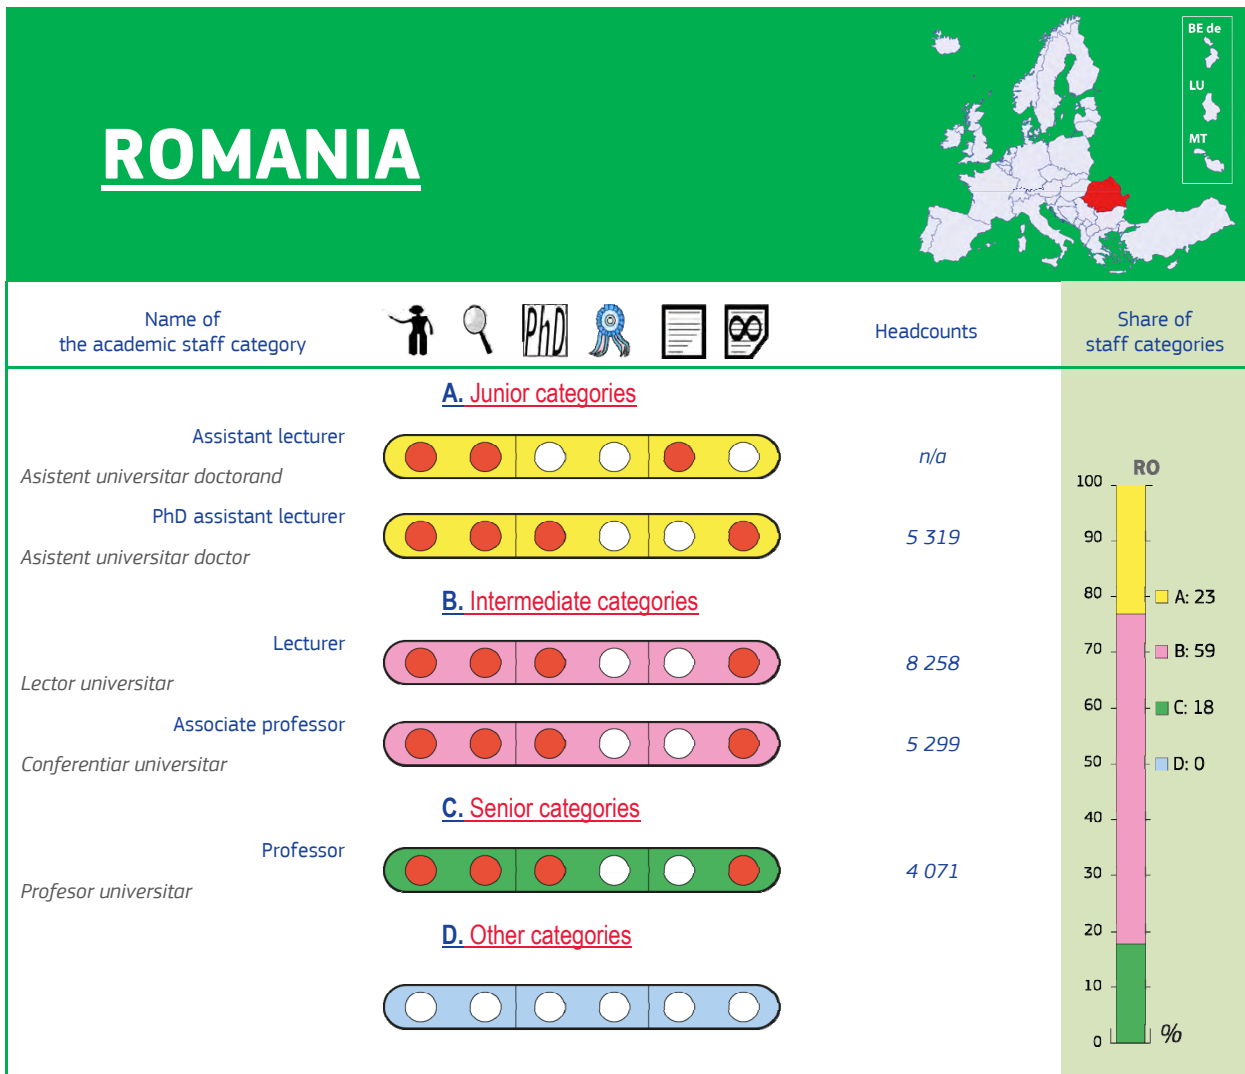 BE de
LU
MT
ROMANIA
Name of
the academic staff category
PhD
Headcounts
Share of
staff categories
A. Junior categories
Assistant lecturer
Asistent universitar doctorand
n/a
PhD assistant lecturer
Asistent universitar doctor
5 319
B. Intermediate categories
Lecturer
Lector universitar
8 258
Associate professor
Conferentiar universitar
5 299
C. Senior categories
Professor
Profesor universitar
4 071
D. Other categories
RO
100
90
80
70
60
50
40
30
20
10
0
%
A: 23
B: 59
C: 18
D: 0